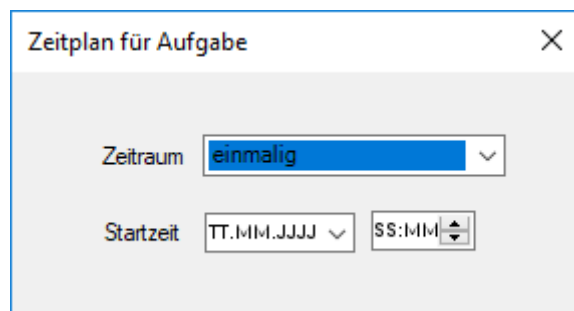 Zeitplan für Aufgabe
Zeitraum einmalig
Startzeit TT.MM.JJJJ SS:MM